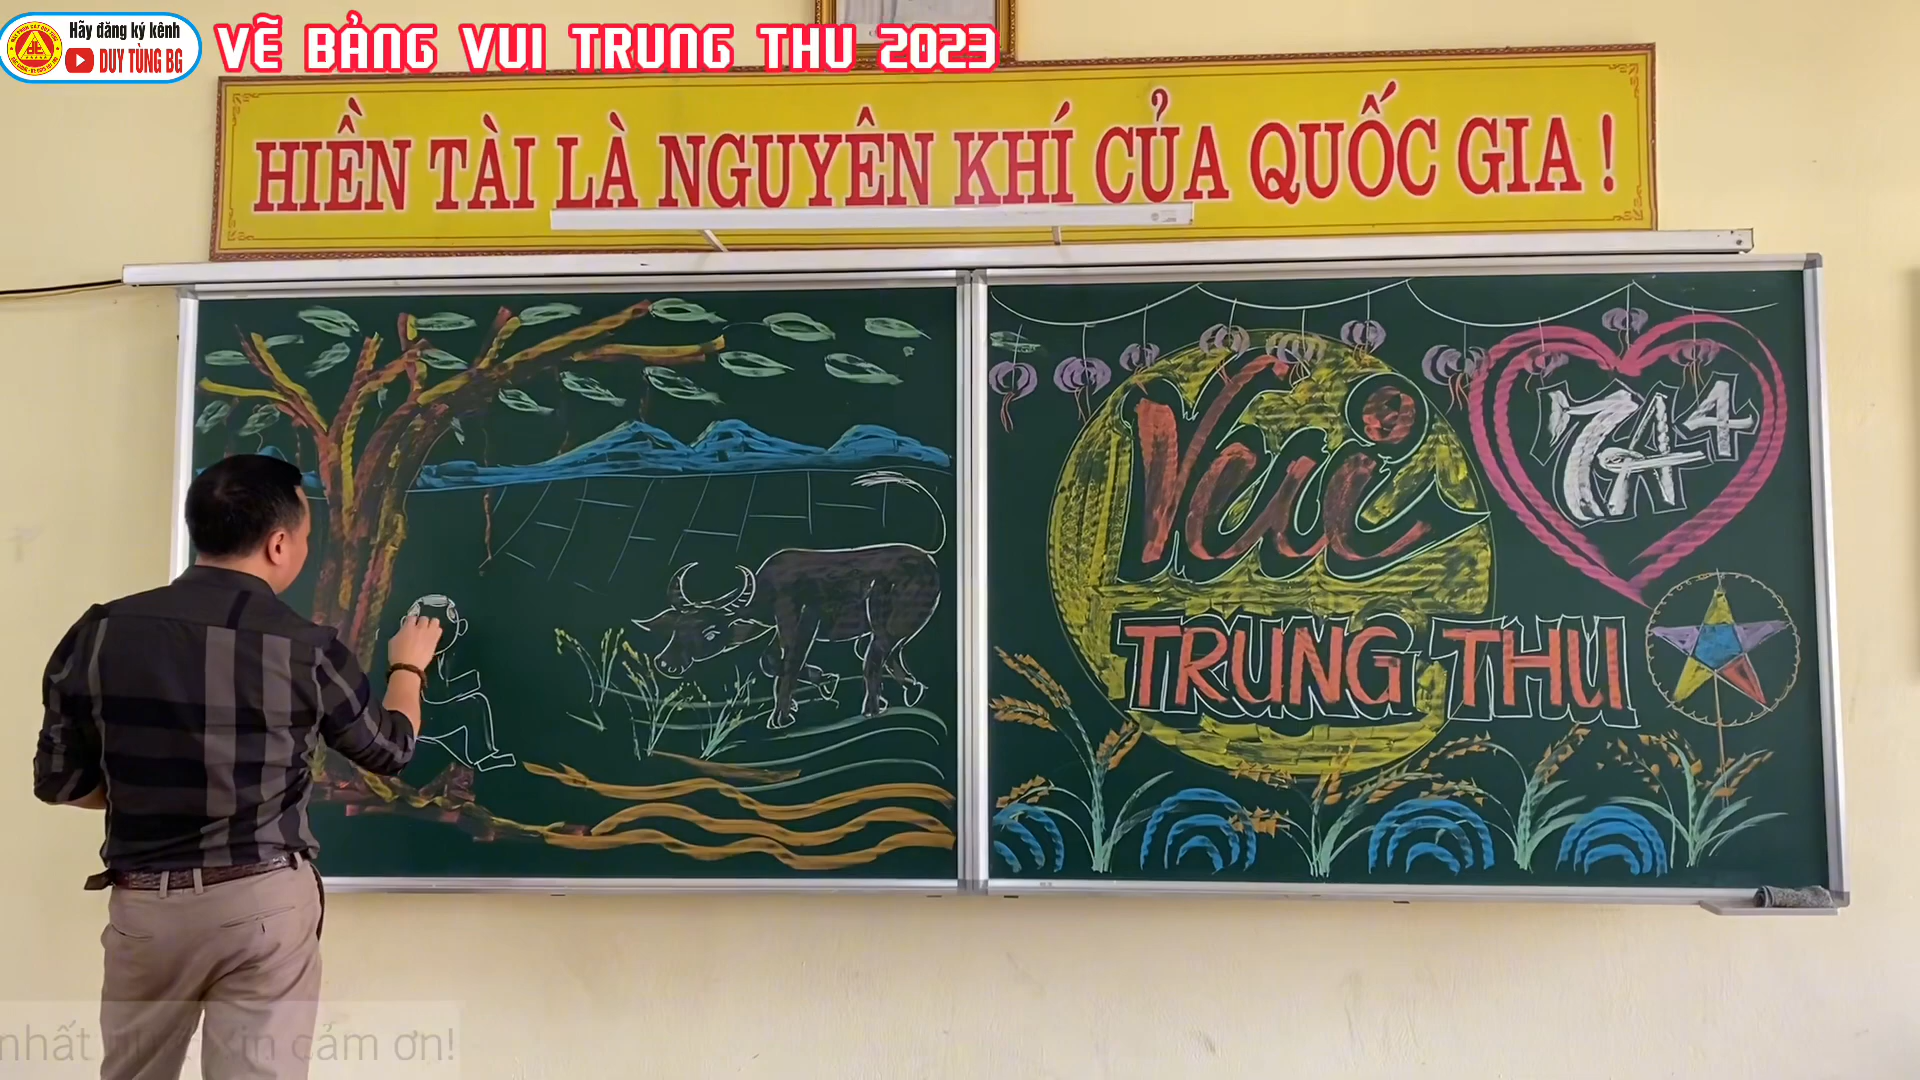 Hãy đăng ký kênh
DUY TÙNG BG
VẼ BẢNG VUI TRUNG THU 2023
HIỀN TÀI LÀ NGUYÊN KHÍ CỦA QUỐC GIA !
Vui
TRUNG THU
7A4
nhất xin cảm ơn!